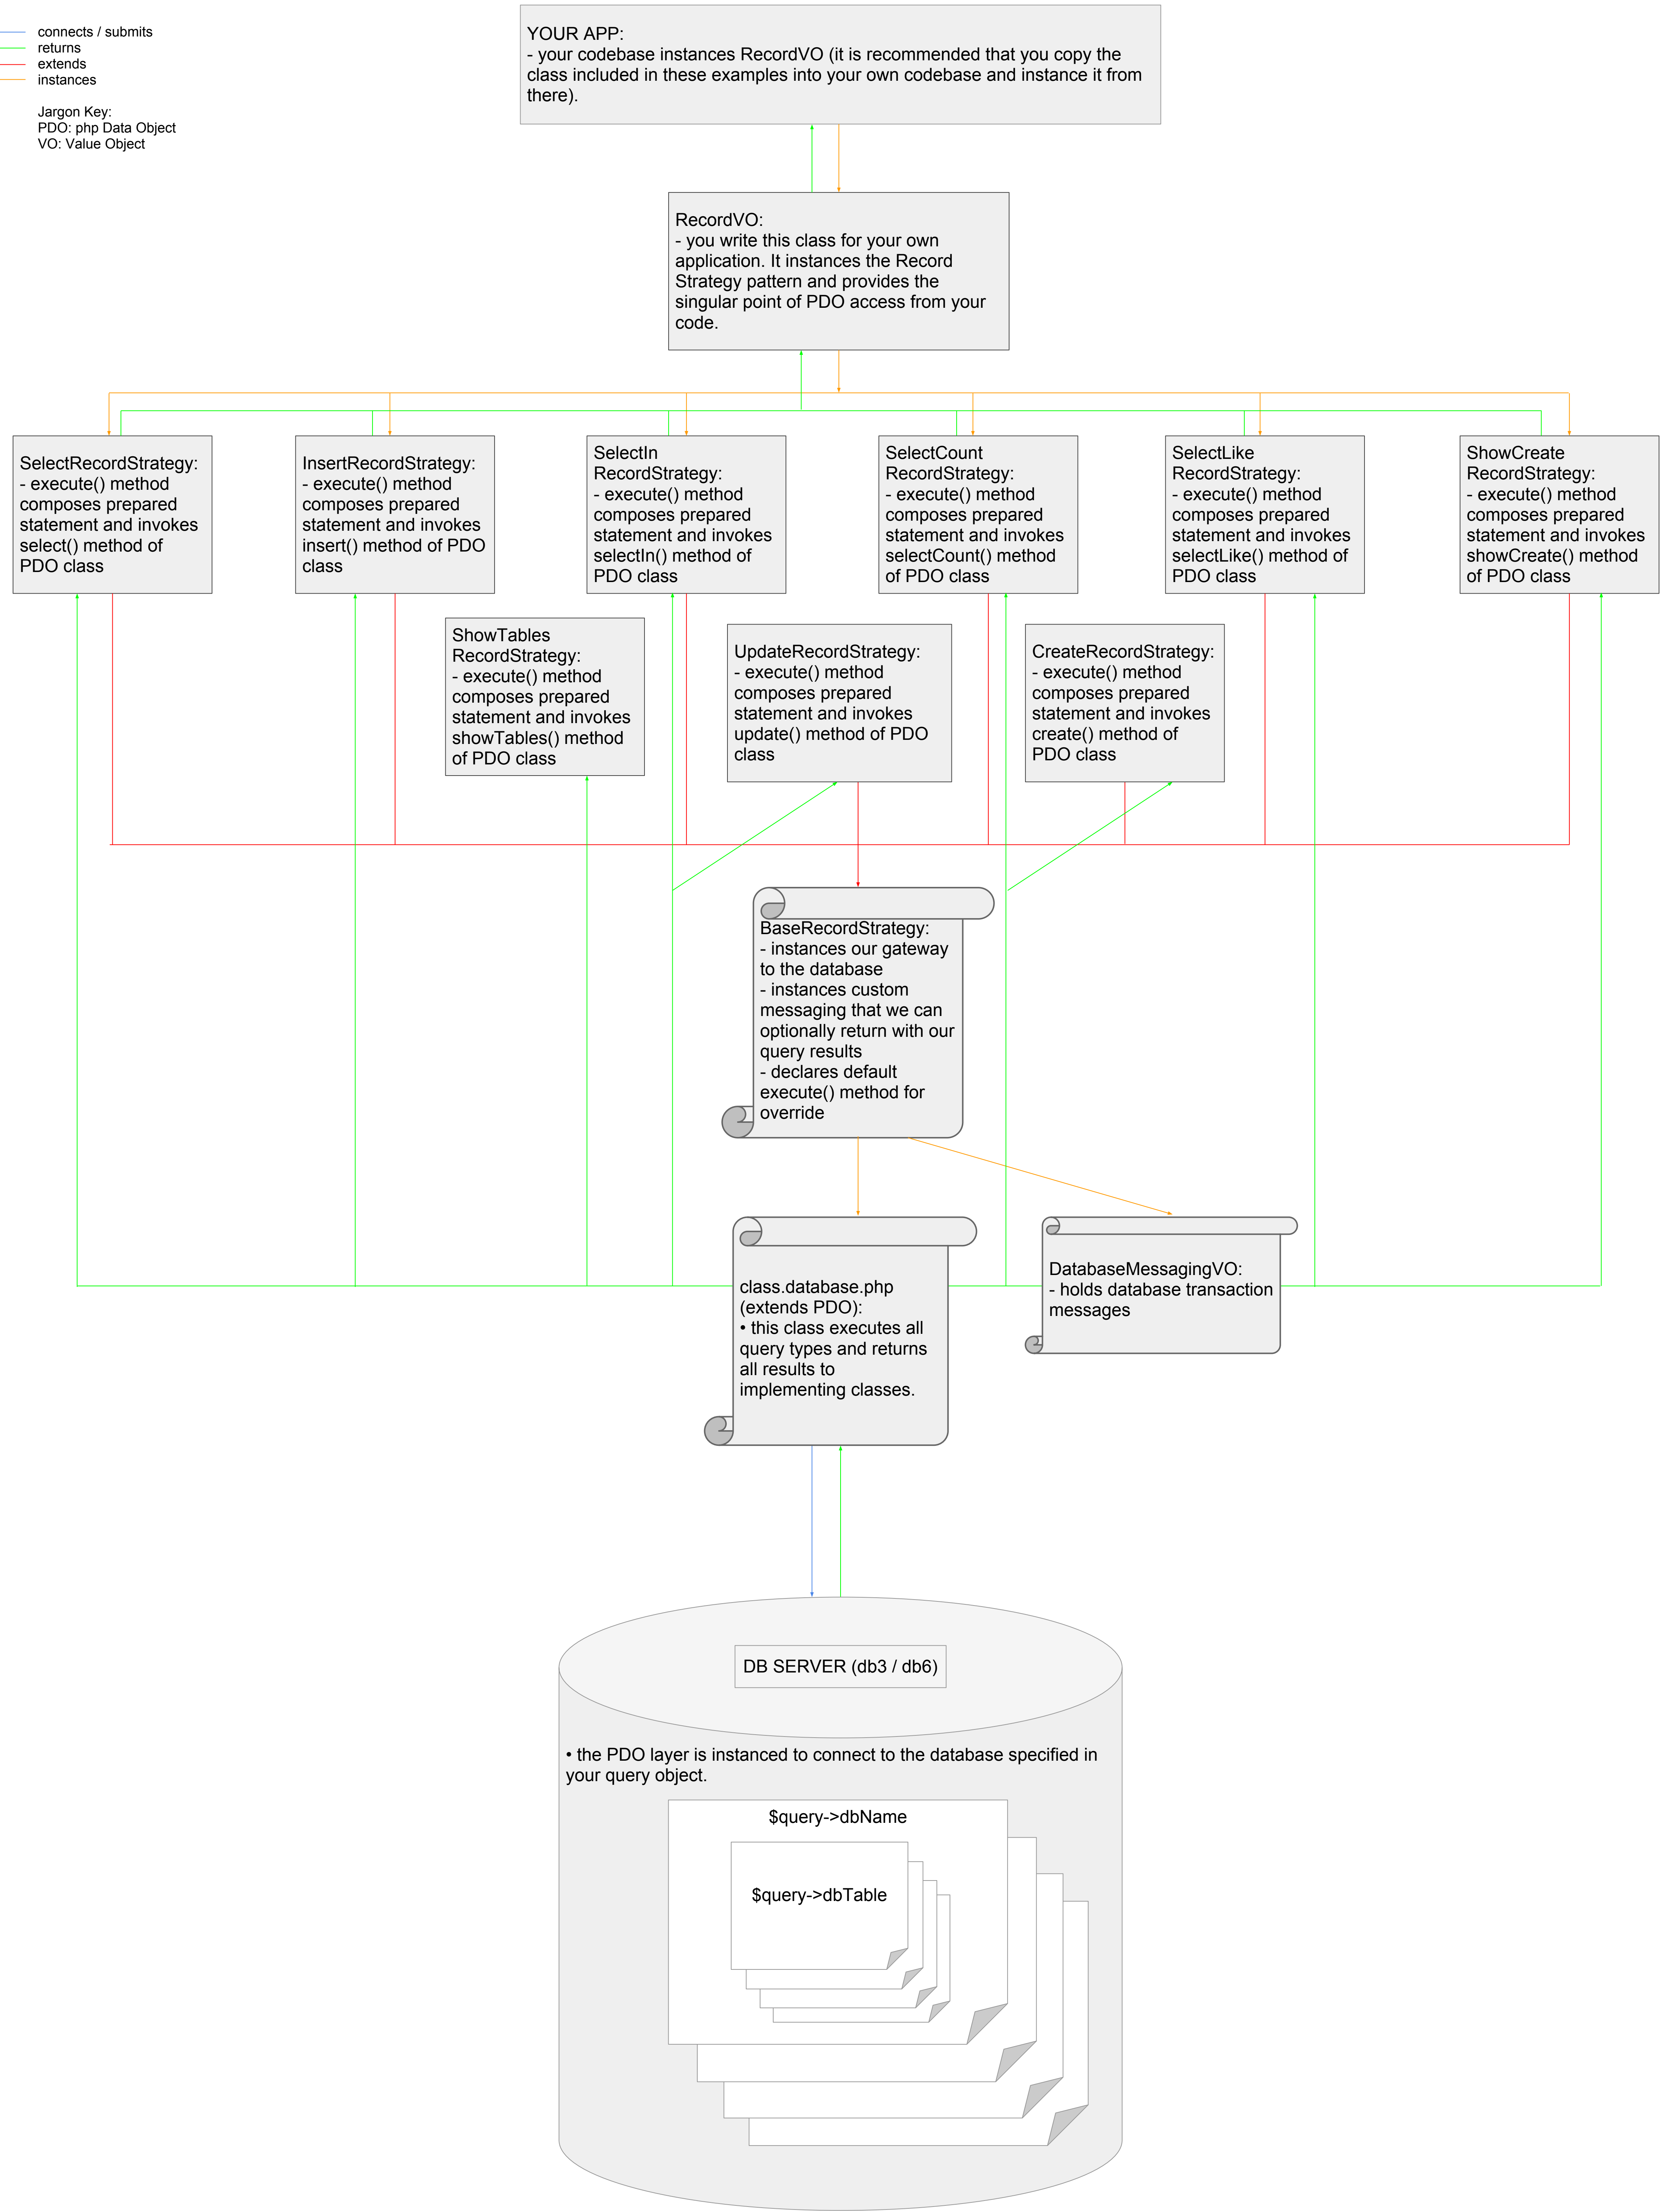 connects / submits
returns
extends
instances
Jargon Key:
PDO: php Data Object
VO: Value Object
YOUR APP:
- your codebase instances RecordVO (it is recommended that you copy the
class included in these examples into your own codebase and instance it from
there).
RecordVO:
- you write this class for your own
application. It instances the Record
Strategy pattern and provides the
singular point of PDO access from your
code.
SelectRecordStrategy:
- execute() method
composes prepared
statement and invokes
select() method of
PDO class
InsertRecordStrategy:
- execute() method
composes prepared
statement and invokes
insert() method of PDO
class
SelectIn
RecordStrategy:
- execute() method
composes prepared
statement and invokes
selectIn() method of
PDO class
SelectCount
RecordStrategy:
- execute() method
composes prepared
statement and invokes
selectCount() method
of PDO class
SelectLike
RecordStrategy:
- execute() method
composes prepared
statement and invokes
selectLike() method of
PDO class
ShowCreate
RecordStrategy:
- execute() method
composes prepared
statement and invokes
showCreate() method
of PDO class
ShowTables
RecordStrategy:
- execute() method
composes prepared
statement and invokes
showTables() method
of PDO class
UpdateRecordStrategy:
- execute() method
composes prepared
statement and invokes
update() method of PDO
class
CreateRecordStrategy:
- execute() method
composes prepared
statement and invokes
create() method of
PDO class
BaseRecordStrategy:
- instances our gateway
to the database
- instances custom
messaging that we can
optionally return with our
query results
- declares default
execute() method for
override
class.database.php
(extends PDO):
• this class executes all
query types and returns
all results to
implementing classes.
DatabaseMessagingVO:
- holds database transaction
messages
DB SERVER (db3 / db6)
• the PDO layer is instanced to connect to the database specified in
your query object.
$query->dbName
$query->dbTable